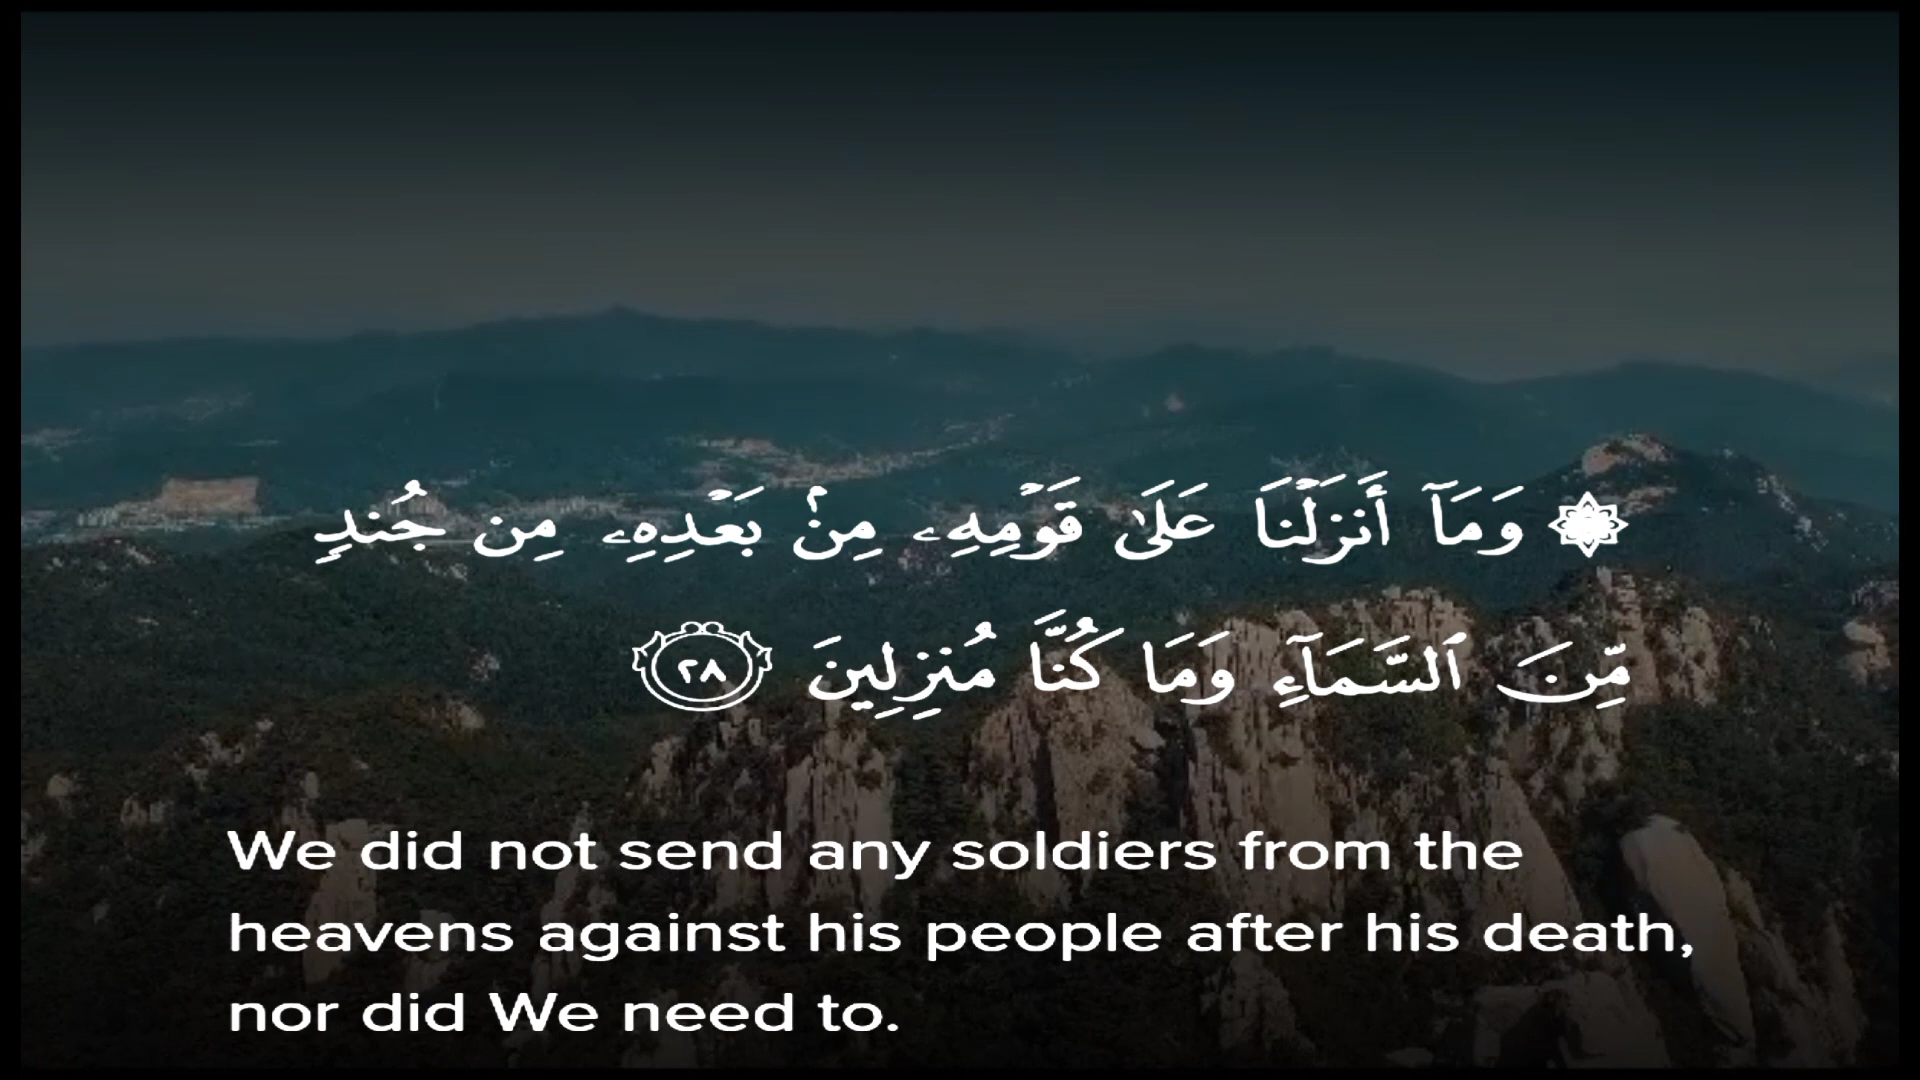 ۞ وَمَآ أَنزَلْنَا عَلَىٰ قَوْمِهِۦ مِنۢ بَعْدِهِۦ مِن جُندٍ
مِّنَ ٱلسَّمَآءِ وَمَا كُنَّا مُنزِلِينَ ٢٨
We did not send any soldiers from the
heavens against his people after his death,
nor did We need to.